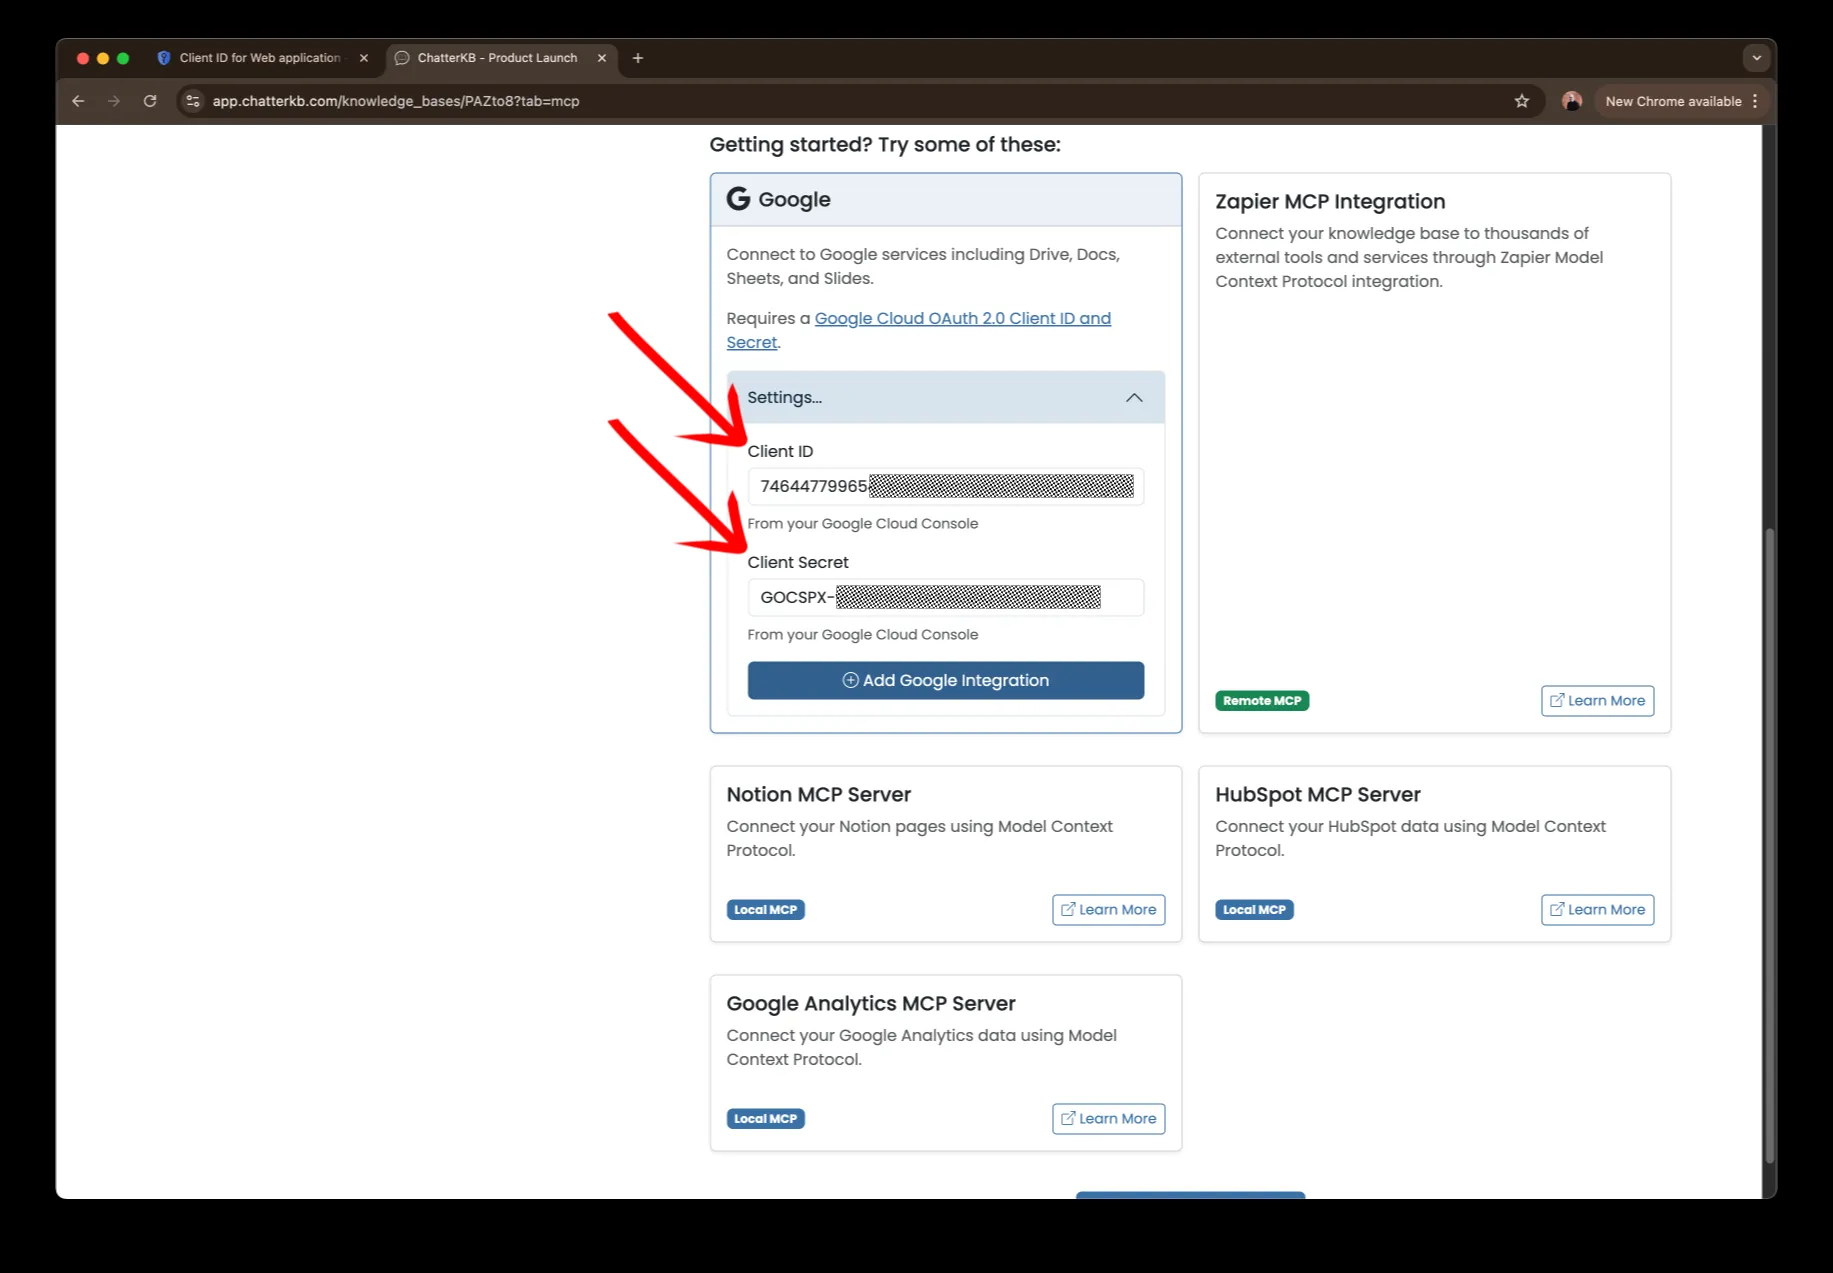 Client ID for Web application
ChatterKB - Product Launch
app.chatterkb.com/knowledge_bases/PAZto8?tab=mcp
New Chrome available
Getting started? Try some of these:
Google
Connect to Google services including Drive, Docs,
Sheets, and Slides.
Requires a Google Cloud OAuth 2.0 Client ID and
Secret.
Settings...
Client ID
74644779965-
From your Google Cloud Console
Client Secret
GOCSPX-
From your Google Cloud Console
Add Google Integration
Zapier MCP Integration
Connect your knowledge base to thousands of
external tools and services through Zapier Model
Context Protocol integration.
Remote MCP
Learn More
Notion MCP Server
Connect your Notion pages using Model Context
Protocol.
Local MCP
Learn More
HubSpot MCP Server
Connect your HubSpot data using Model Context
Protocol.
Local MCP
Learn More
Google Analytics MCP Server
Connect your Google Analytics data using Model
Context Protocol.
Local MCP
Learn More